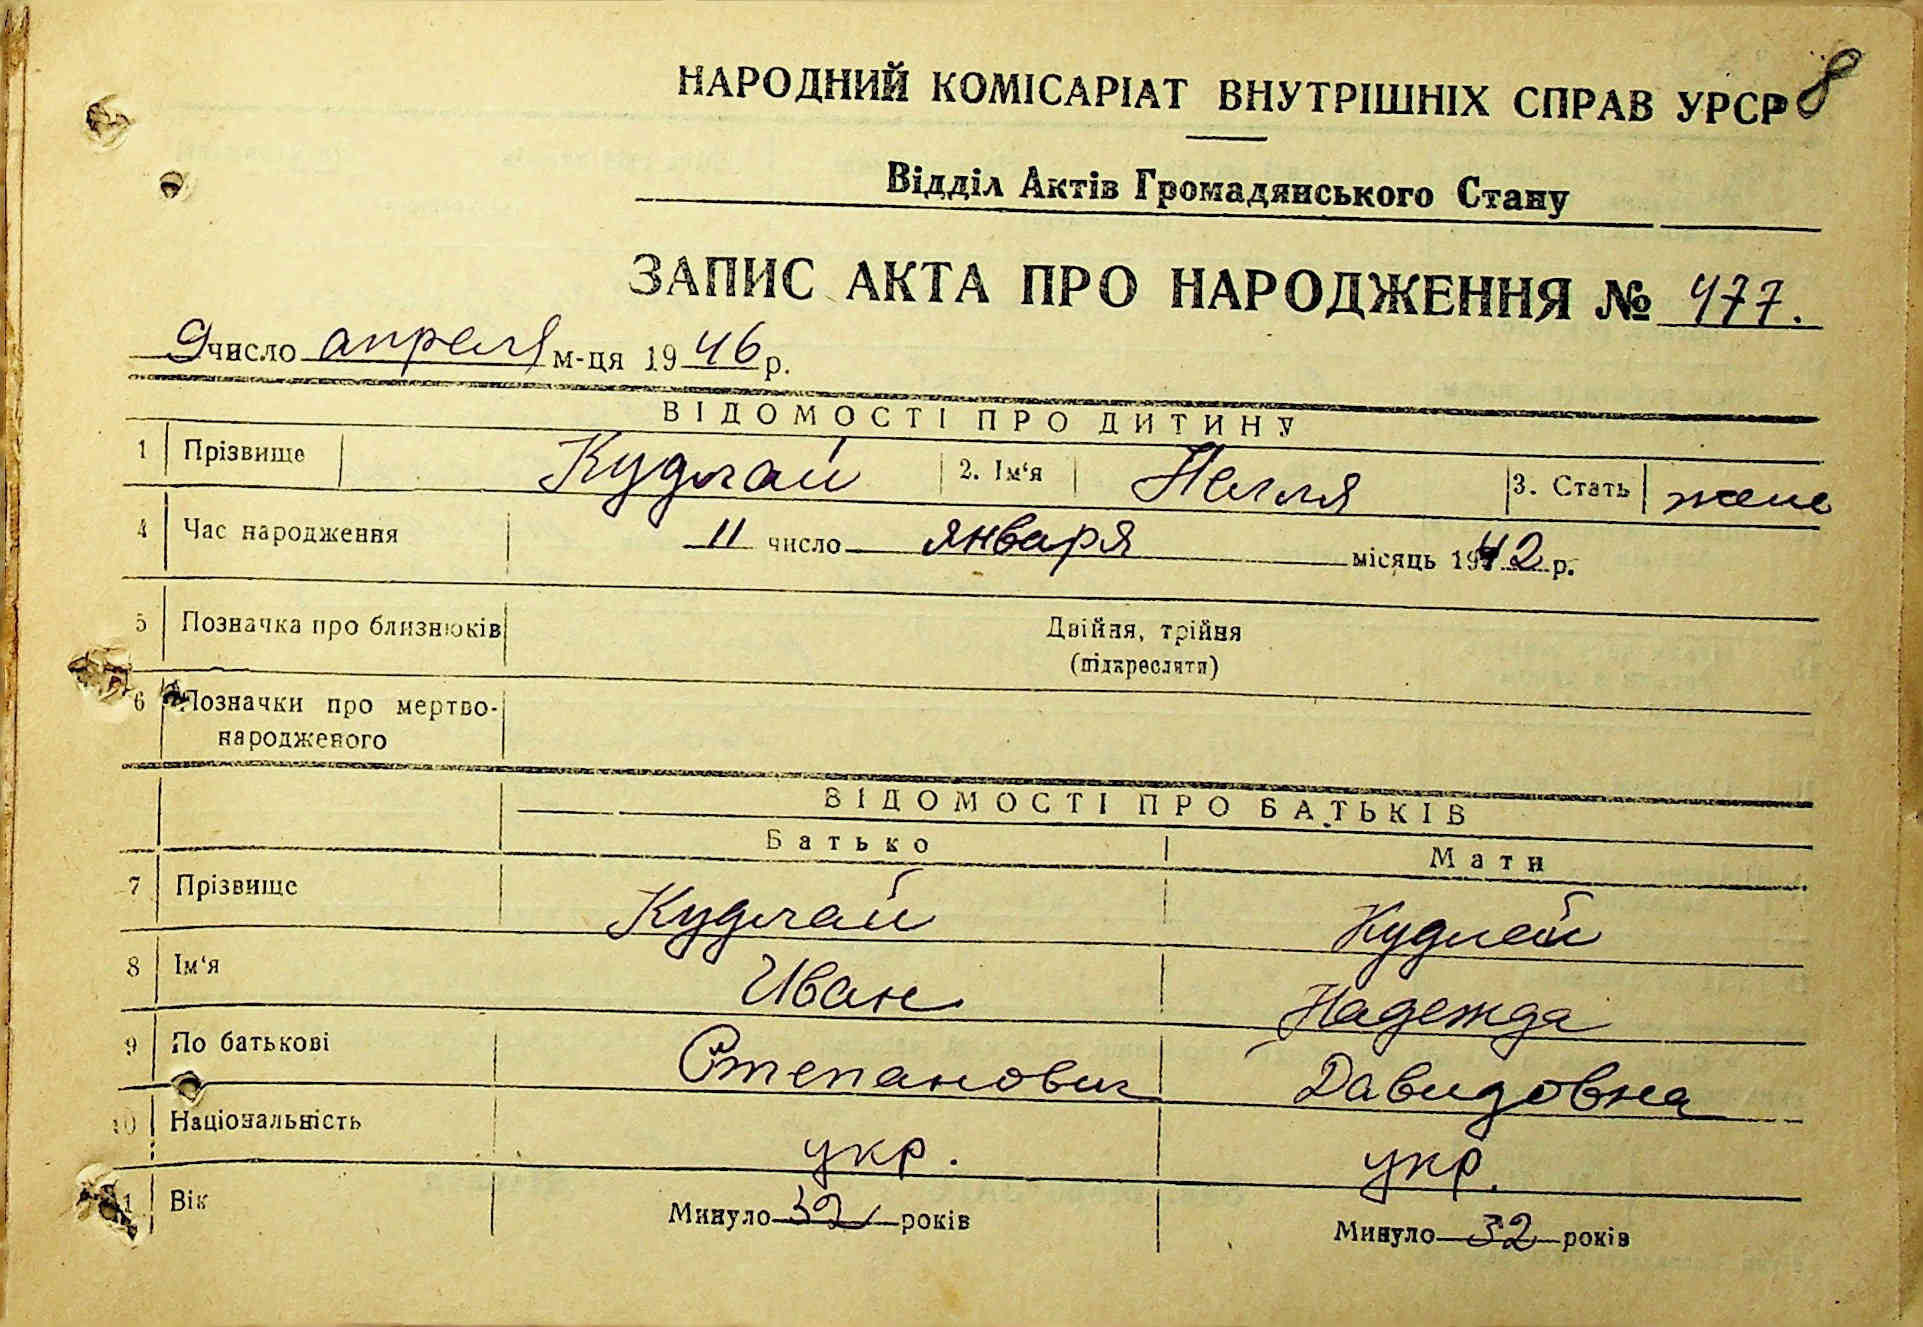 8
НАРОДНИЙ КОМІСАРІАТ ВНУТРІШНІХ СПРАВ УРСР
Відділ Актів Громадянського Стану
ЗАПИС АКТА ПРО НАРОДЖЕННЯ № 477.
9 число апреля м-ця 1946 р.
ВІДОМОСТІ ПРО ДИТИНУ
1 Прізвище Кудлай 2. Ім'я Нелля 3. Стать жен
4 Час народження 11 число января місяць 1942 р.
5 Позначка про близнюків Двійня, трійня
(підкреслити)
6 Позначки про мертво-
народженого
ВІДОМОСТІ ПРО БАТЬКІВ
Батько Мати
7 Прізвище Кудлай Кудлай
8 Ім'я Иван Надежда
9 По батькові Степанович Давидовна
10 Національність укр. укр.
11 Вік Минуло 32 років Минуло 32 років